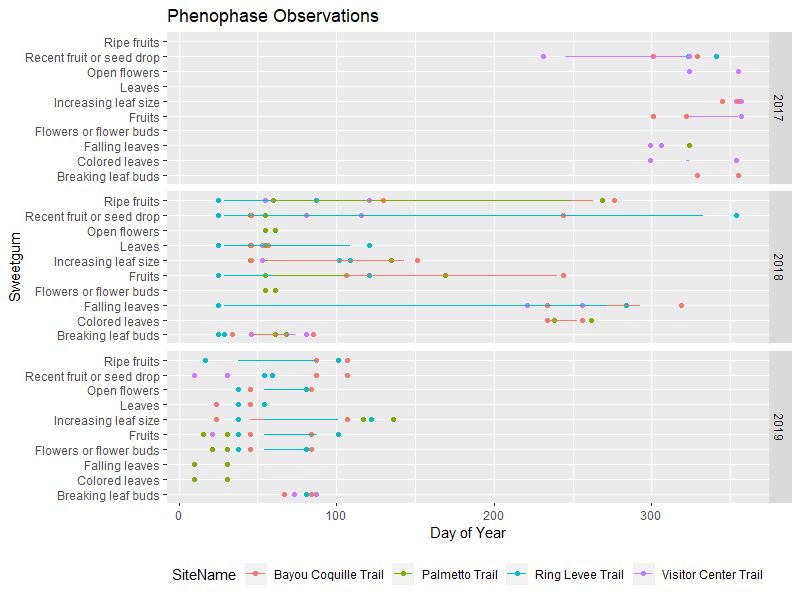 Phenophase Observations
Ripe fruits
Recent fruit or seed drop
Open flowers
Leaves
Increasing leaf size
Fruits
Flowers or flower buds
Falling leaves
Colored leaves
Breaking leaf buds
2017
Ripe fruits
Recent fruit or seed drop
Open flowers
Leaves
Increasing leaf size
Fruits
Flowers or flower buds
Falling leaves
Colored leaves
Breaking leaf buds
2018
Sweetgum
Ripe fruits
Recent fruit or seed drop
Open flowers
Leaves
Increasing leaf size
Fruits
Flowers or flower buds
Falling leaves
Colored leaves
Breaking leaf buds
2019
0 100 200 300
Day of Year
SiteName Bayou Coquille Trail Palmetto Trail Ring Levee Trail Visitor Center Trail